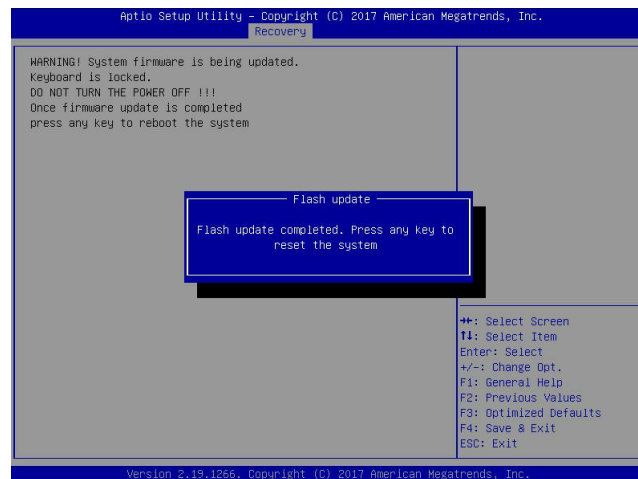 Aptio Setup Utility – Copyright (C) 2017 American Megatrends, Inc.
Recovery
WARNING! System firmware is being updated.
Keyboard is locked.
DO NOT TURN THE POWER OFF !!!
Once firmware update is completed
press any key to reboot the system
Flash update
Flash update completed. Press any key to
reset the system
→←: Select Screen
↑↓: Select Item
Enter: Select
+/-: Change Opt.
F1: General Help
F2: Previous Values
F3: Optimized Defaults
F4: Save & Exit
ESC: Exit
Version 2.19.1266. Copyright (C) 2017 American Megatrends, Inc.